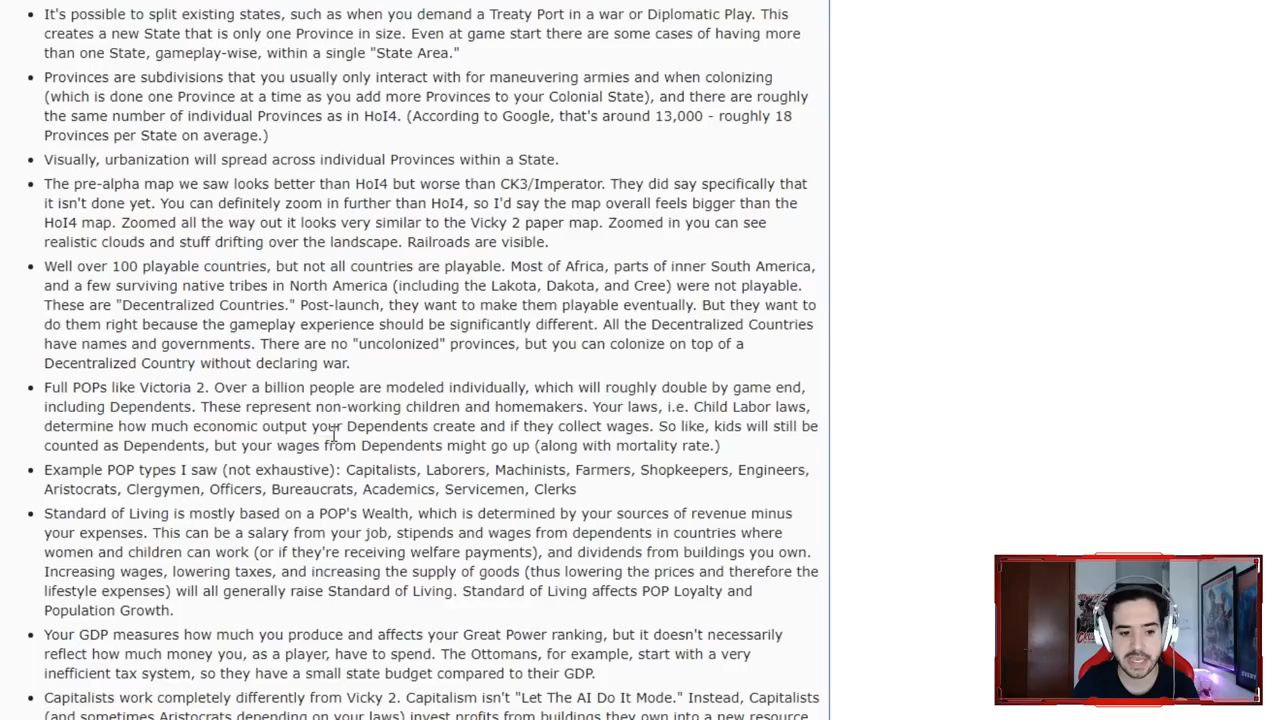 • It's possible to split existing states, such as when you demand a Treaty Port in a war or Diplomatic Play. This
creates a new State that is only one Province in size. Even at game start there are some cases of having more
than one State, gameplay-wise, within a single "State Area."
• Provinces are subdivisions that you usually only interact with for maneuvering armies and when colonizing
(which is done one Province at a time as you add more Provinces to your Colonial State), and there are roughly
the same number of individual Provinces as in HoI4. (According to Google, that's around 13,000 - roughly 18
Provinces per State on average.)
• Visually, urbanization will spread across individual Provinces within a State.
• The pre-alpha map we saw looks better than HoI4 but worse than CK3/Imperator. They did say specifically that
it isn't done yet. You can definitely zoom in further than HoI4, so I'd say the map overall feels bigger than the
HoI4 map. Zoomed all the way out it looks very similar to the Vicky 2 paper map. Zoomed in you can see
realistic clouds and stuff drifting over the landscape. Railroads are visible.
• Well over 100 playable countries, but not all countries are playable. Most of Africa, parts of inner South America,
and a few surviving native tribes in North America (including the Lakota, Dakota, and Cree) were not playable.
These are "Decentralized Countries." Post-launch, they want to make them playable eventually. But they want to
do them right because the gameplay experience should be significantly different. All the Decentralized Countries
have names and governments. There are no "uncolonized" provinces, but you can colonize on top of a
Decentralized Country without declaring war.
• Full POPs like Victoria 2. Over a billion people are modeled individually, which will roughly double by game end,
including Dependents. These represent non-working children and homemakers. Your laws, i.e. Child Labor laws,
determine how much economic output your Dependents create and if they collect wages. So like, kids will still be
counted as Dependents, but your wages from Dependents might go up (along with mortality rate.)
• Example POP types I saw (not exhaustive): Capitalists, Laborers, Machinists, Farmers, Shopkeepers, Engineers,
Aristocrats, Clergymen, Officers, Bureaucrats, Academics, Servicemen, Clerks
• Standard of Living is mostly based on a POP's Wealth, which is determined by your sources of revenue minus
your expenses. This can be a salary from your job, stipends and wages from dependents in countries where
women and children can work (or if they're receiving welfare payments), and dividends from buildings you own.
Increasing wages, lowering taxes, and increasing the supply of goods (thus lowering the prices and therefore the
lifestyle expenses) will all generally raise Standard of Living. Standard of Living affects POP Loyalty and
Population Growth.
• Your GDP measures how much you produce and affects your Great Power ranking, but it doesn't necessarily
reflect how much money you, as a player, have to spend. The Ottomans, for example, start with a very
inefficient tax system, so they have a small state budget compared to their GDP.
• Capitalists work completely differently from Vicky 2. Capitalism isn't "Let The AI Do It Mode." Instead, Capitalists
(and sometimes Aristocrats depending on your laws) invest profits from buildings they own into a new resource